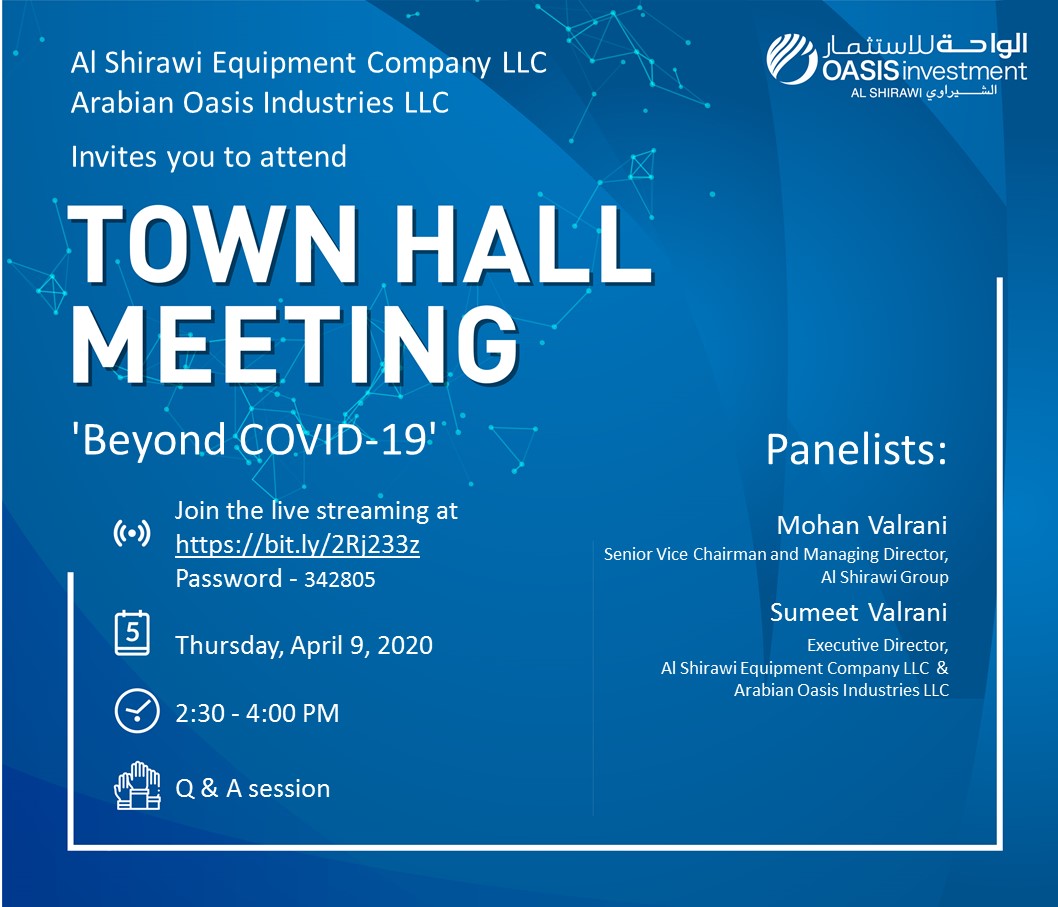 Al Shirawi Equipment Company LLC
Arabian Oasis Industries LLC
الواحة للاستثمار
OASIS investment
AL SHIRAWI الشيراوي
Invites you to attend
TOWN HALL
MEETING
'Beyond COVID-19'
Join the live streaming at
https://bit.ly/2Rj233z
Password - 342805
5
Thursday, April 9, 2020
2:30 - 4:00 PM
Q & A session
Panelists:
Mohan Valrani
Senior Vice Chairman and Managing Director,
Al Shirawi Group
Sumeet Valrani
Executive Director,
Al Shirawi Equipment Company LLC &
Arabian Oasis Industries LLC